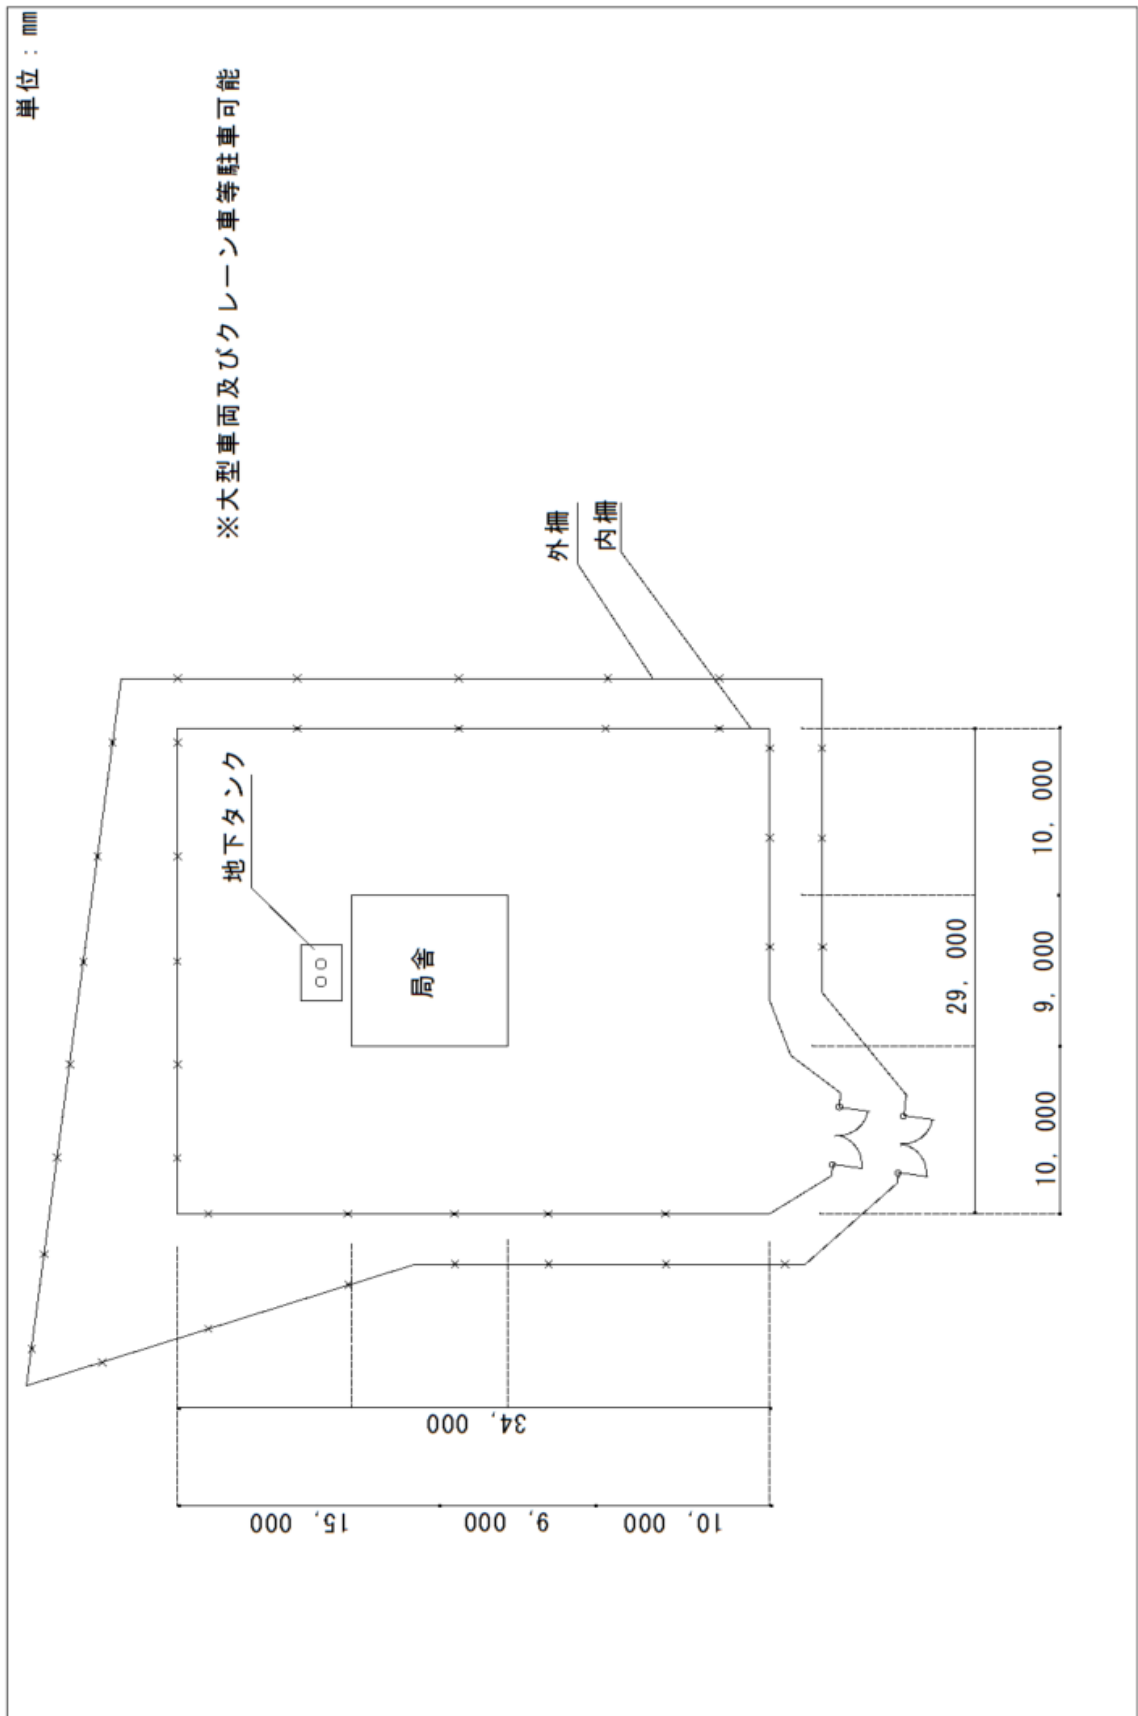 単位：mm
※大型車両及びクレーン車等駐車可能
外柵
内柵
地下タンク
局舎
29, 000
10, 000
9, 000
10, 000
34, 000
15, 000
9, 000
10, 000